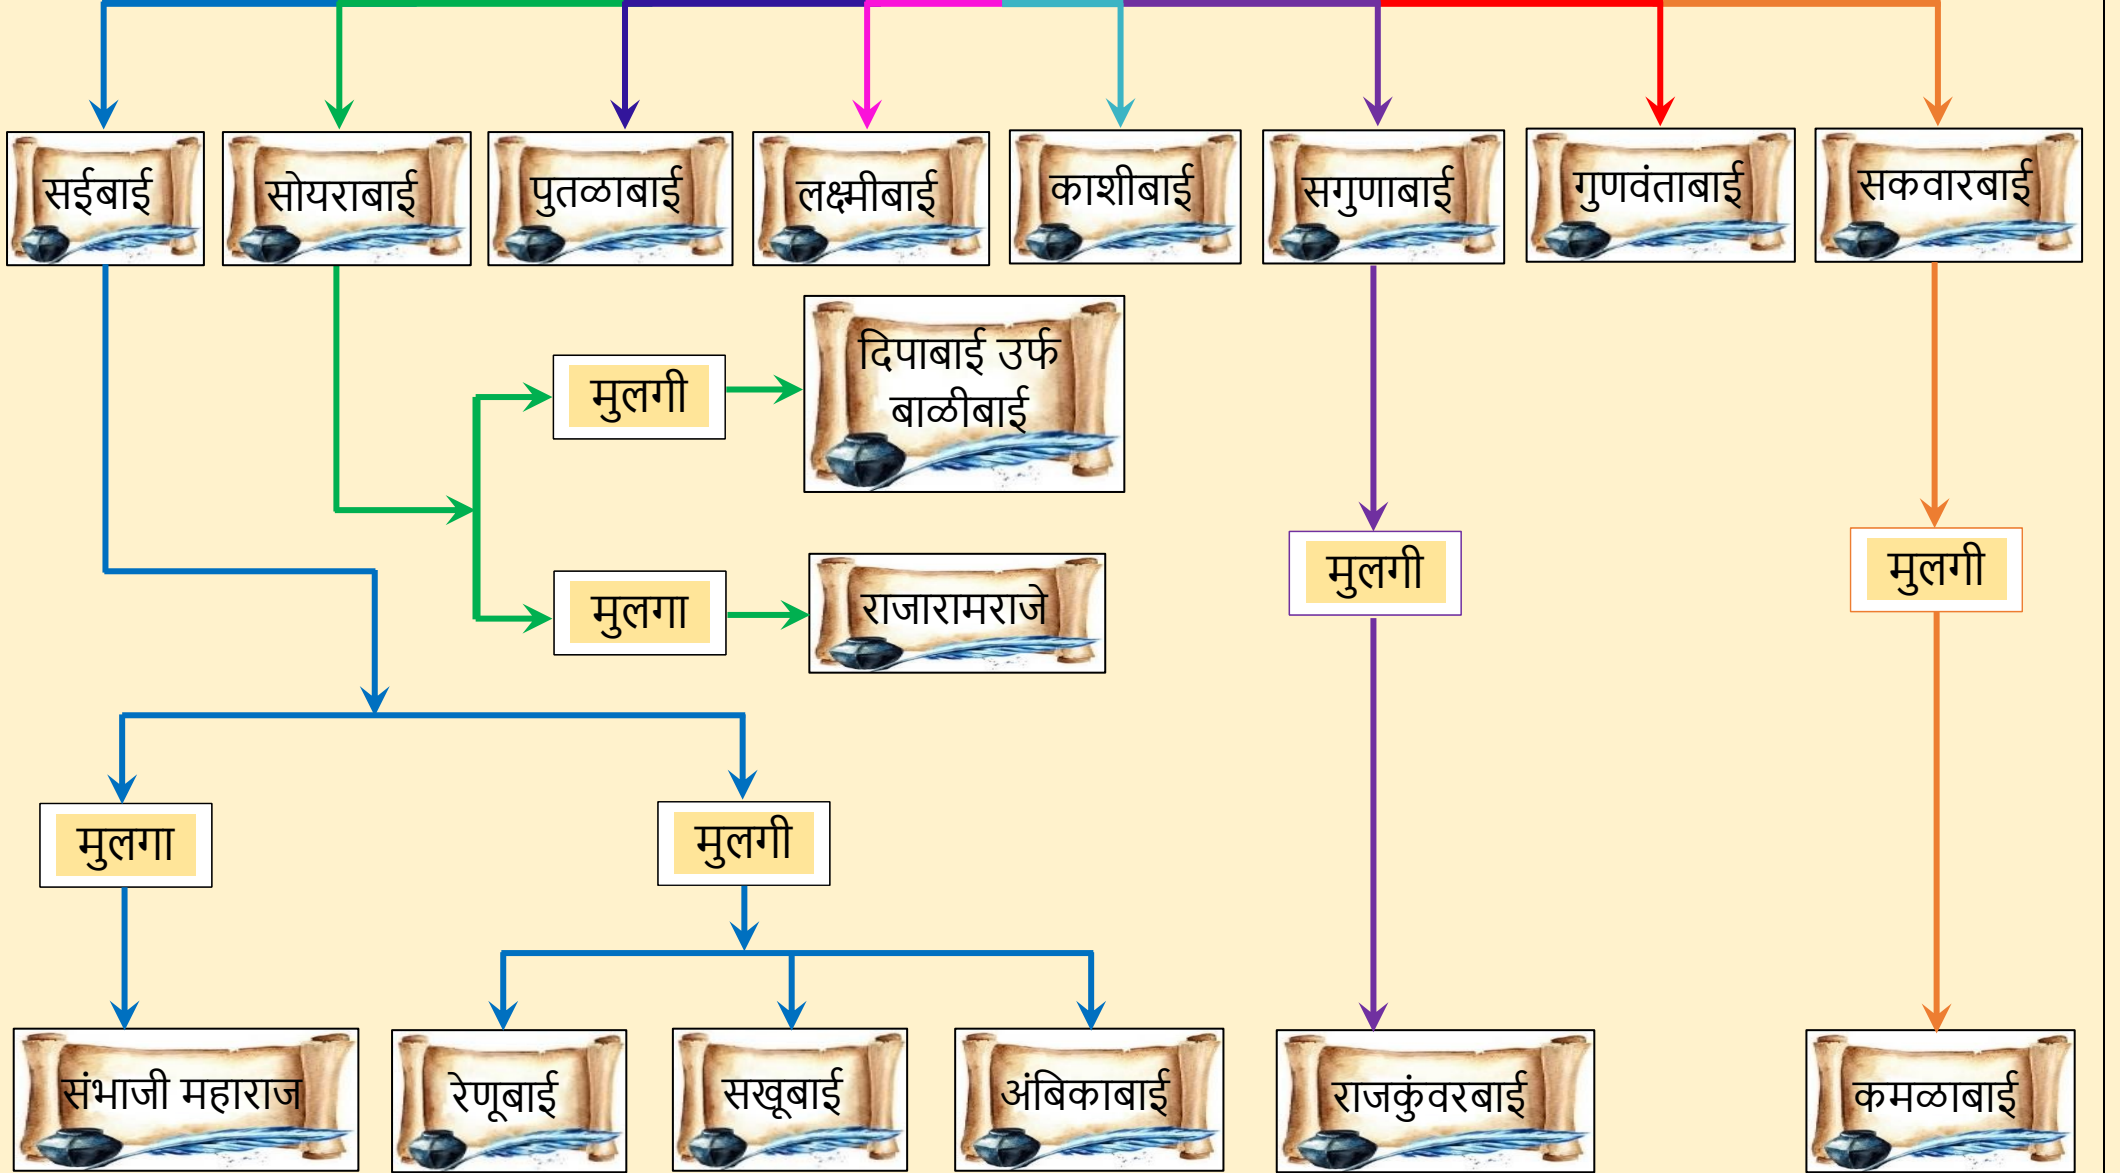 सईबाई
सोयराबाई
पुतळाबाई
लक्ष्मीबाई
काशीबाई
सगुणाबाई
गुणवंताबाई
सकवारबाई
मुलगी
दिपाबाई उर्फ
बाळीबाई
मुलगा
राजारामराजे
मुलगी
मुलगी
मुलगा
मुलगी
संभाजी महाराज
रेणूबाई
सखूबाई
अंबिकाबाई
राजकुंवरबाई
कमळाबाई